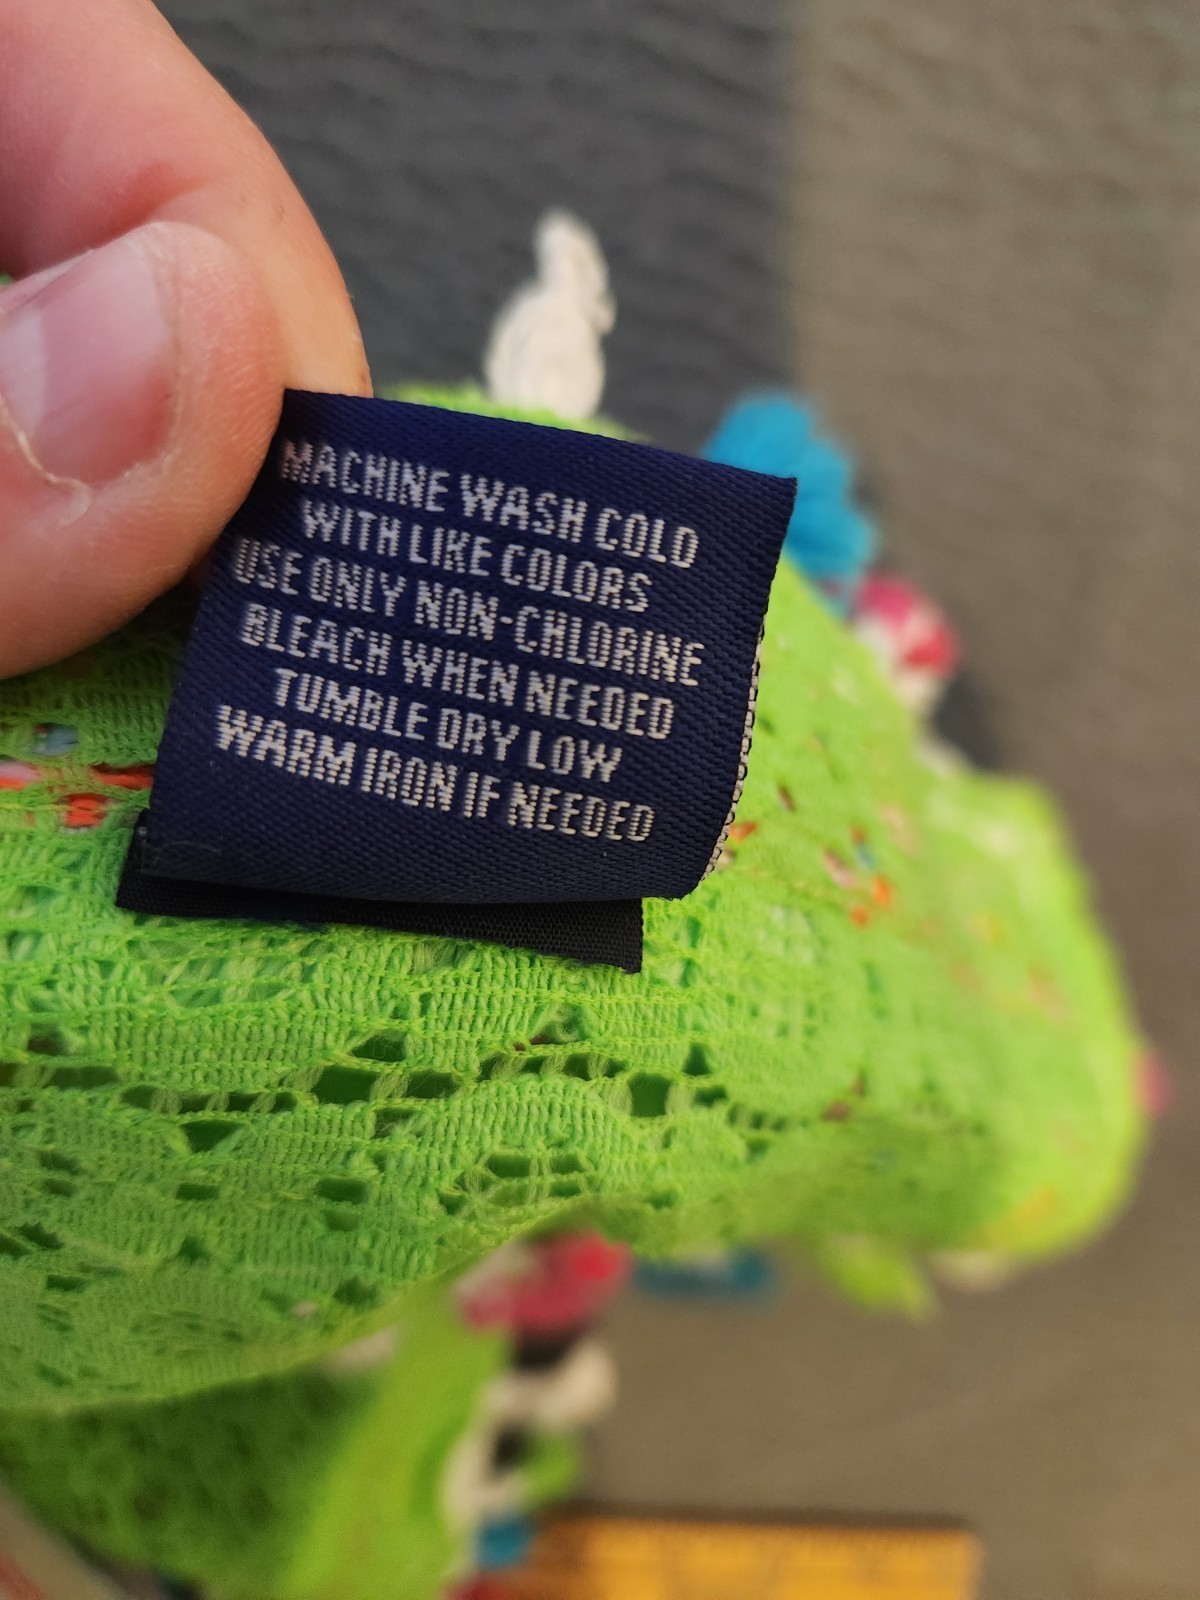 MACHINE WASH COLD
WITH LIKE COLORS
USE ONLY NON-CHLORINE
BLEACH WHEN NEEDED
TUMBLE DRY LOW
WARM IRON IF NEEDED